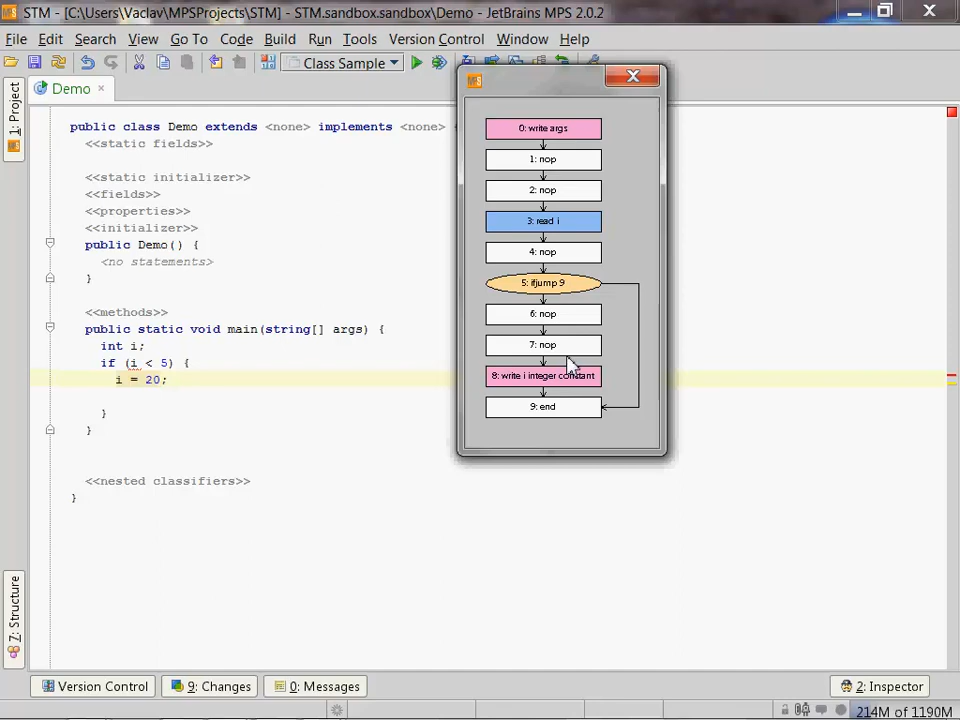 STM - [C:\Users\Vaclav\MPSProjects\STM] - STM.sandbox.sandbox\Demo - JetBrains MPS 2.0.2
File Edit Search View Go To Code Build Run Tools Version Control Window Help
Class Sample
Demo
1: Project
7: Structure
public class Demo extends <none> implements <none>
<<static fields>>
<<static initializer>>
<<fields>>
<<properties>>
<<initializer>>
public Demo() {
<no statements>
}
<<methods>>
public static void main(string[] args) {
int i;
if (i < 5) {
i = 20;
}
}
<<nested classifiers>>
}
MPS
0: write args
1: nop
2: nop
3: read i
4: nop
5: ifjump 9
6: nop
7: nop
8: write i integer constant
9: end
Version Control 9: Changes 0: Messages 2: Inspector
214M of 1190M